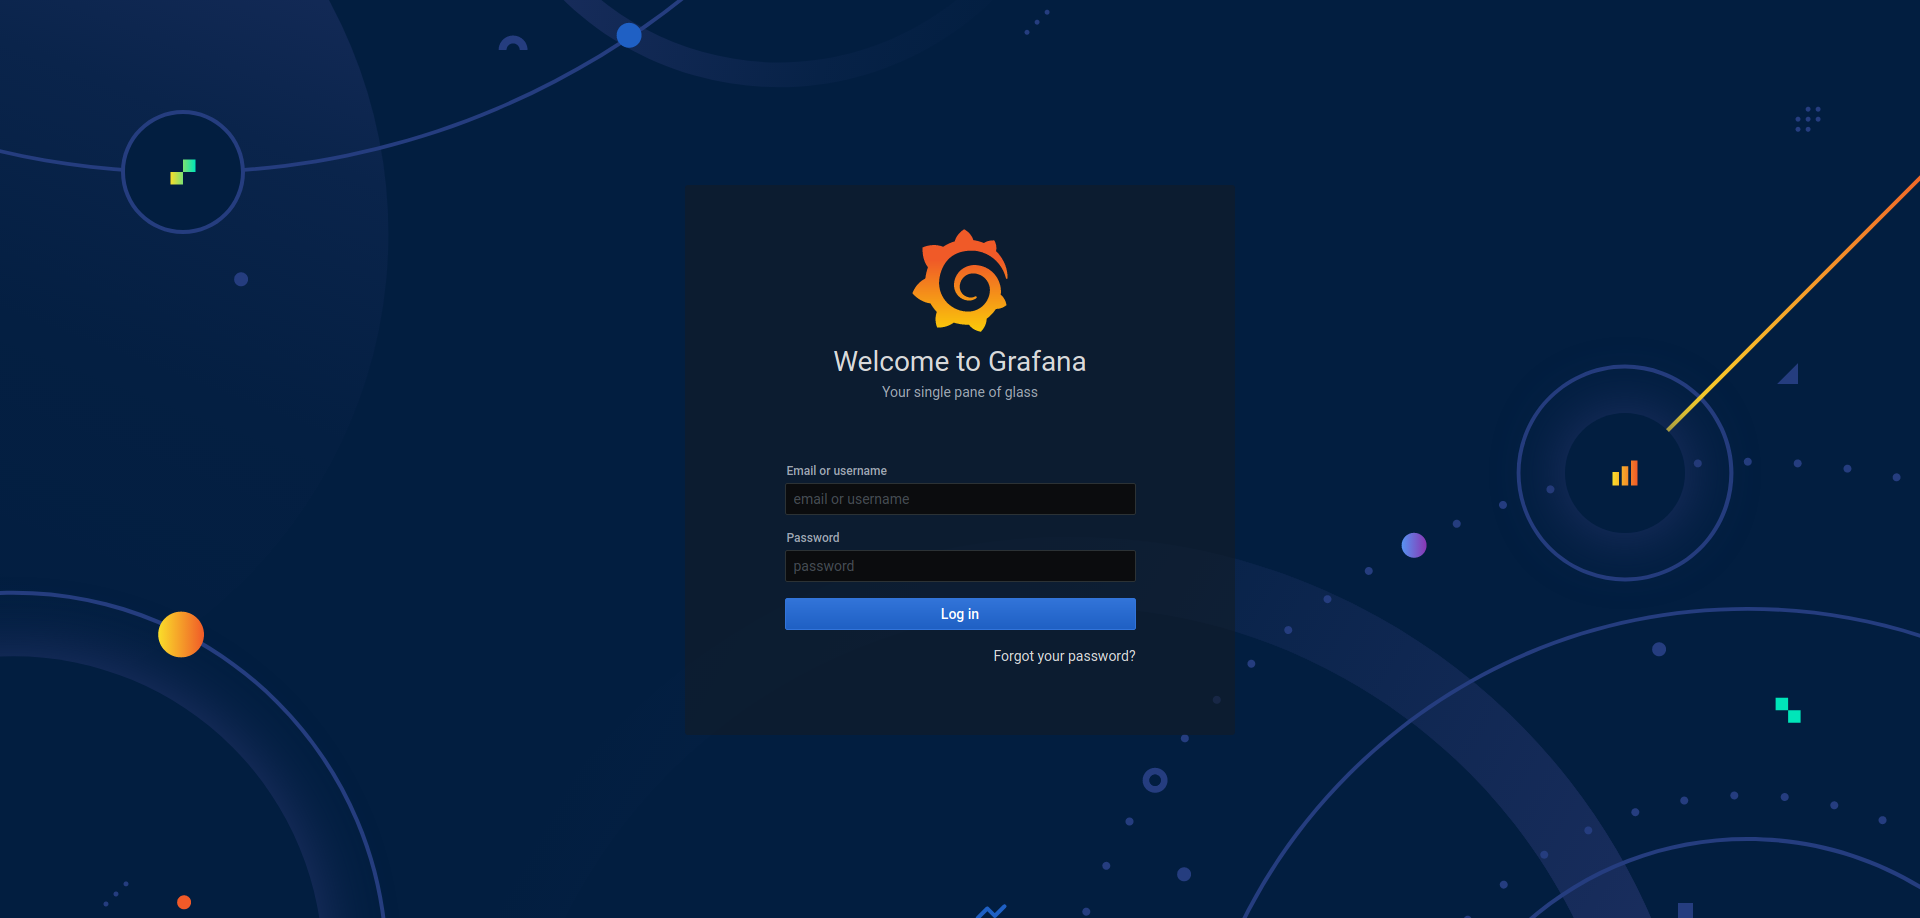 Welcome to Grafana
Your single pane of glass
Email or username
email or username
Password
password
Log in
Forgot your password?